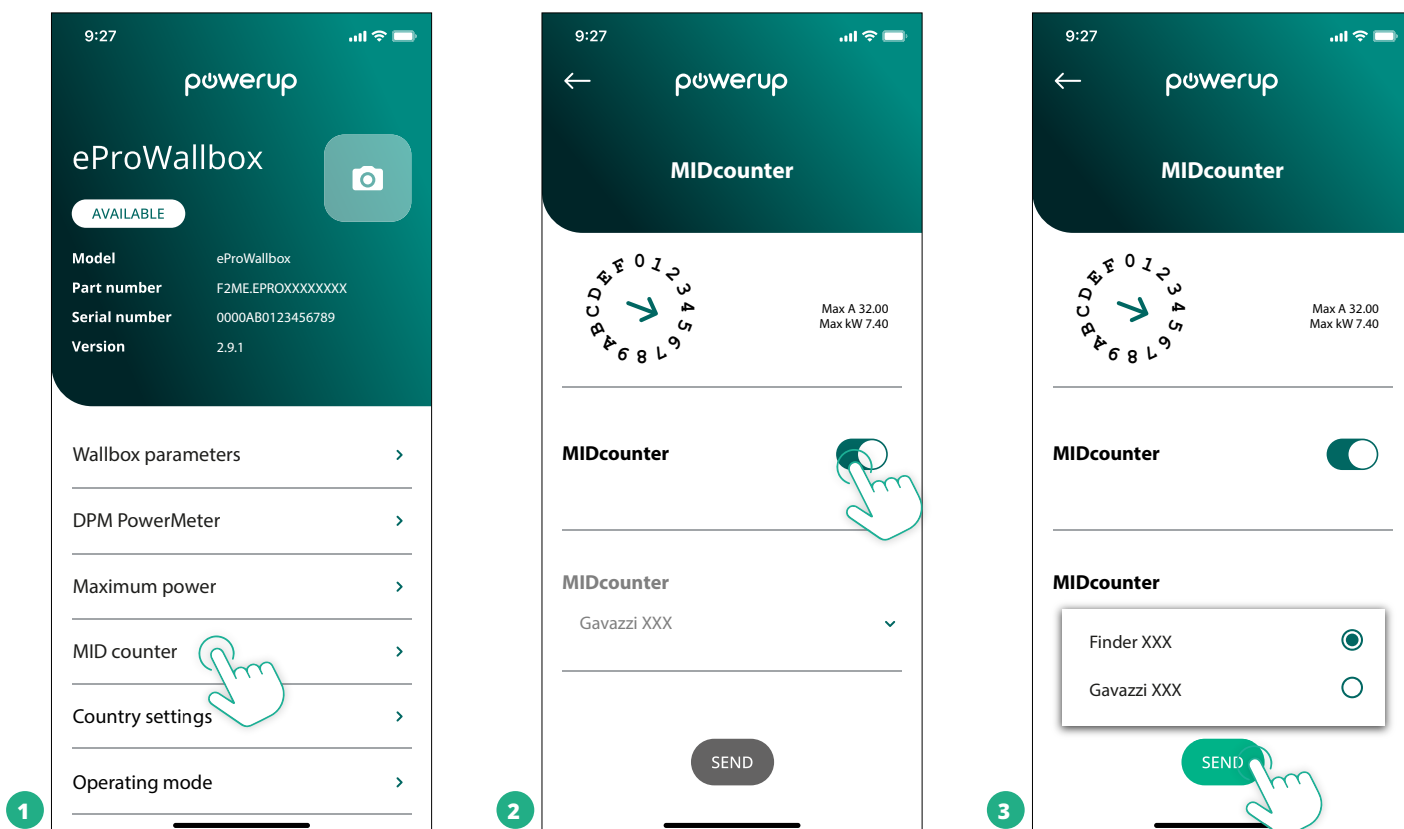 9:27
powerup
eProWallbox
AVAILABLE
Model eProWallbox
Part number F2ME.EPROXXXXXXXX
Serial number 0000AB0123456789
Version 2.9.1
Wallbox parameters
DPM PowerMeter
Maximum power
MID counter
Country settings
Operating mode
1
9:27
powerup
MIDcounter
0 1 2 3 4 5 6 7 8 9 A B C D E F
Max A 32.00
Max kW 7.40
MIDcounter
MIDcounter
Gavazzi XXX
SEND
2
9:27
powerup
MIDcounter
0 1 2 3 4 5 6 7 8 9 A B C D E F
Max A 32.00
Max kW 7.40
MIDcounter
MIDcounter
Finder XXX
Gavazzi XXX
SEND
3